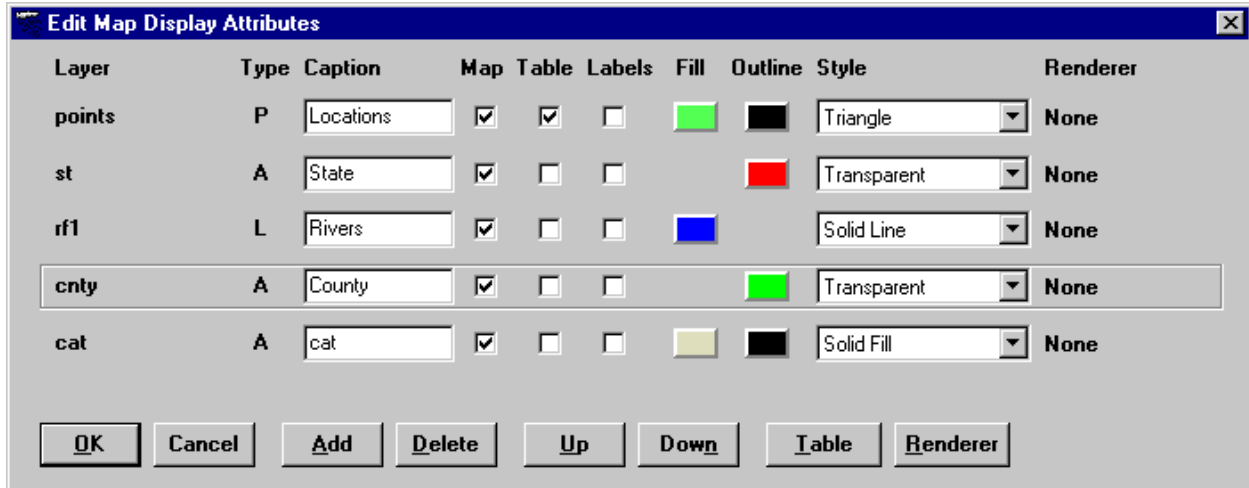 Edit Map Display Attributes
Layer Type Caption Map Table Labels Fill Outline Style Renderer
points P Locations Triangle None
st A State Transparent None
rf1 L Rivers Solid Line None
cnty A County Transparent None
cat A cat Solid Fill None
OK Cancel Add Delete Up Down Table Renderer